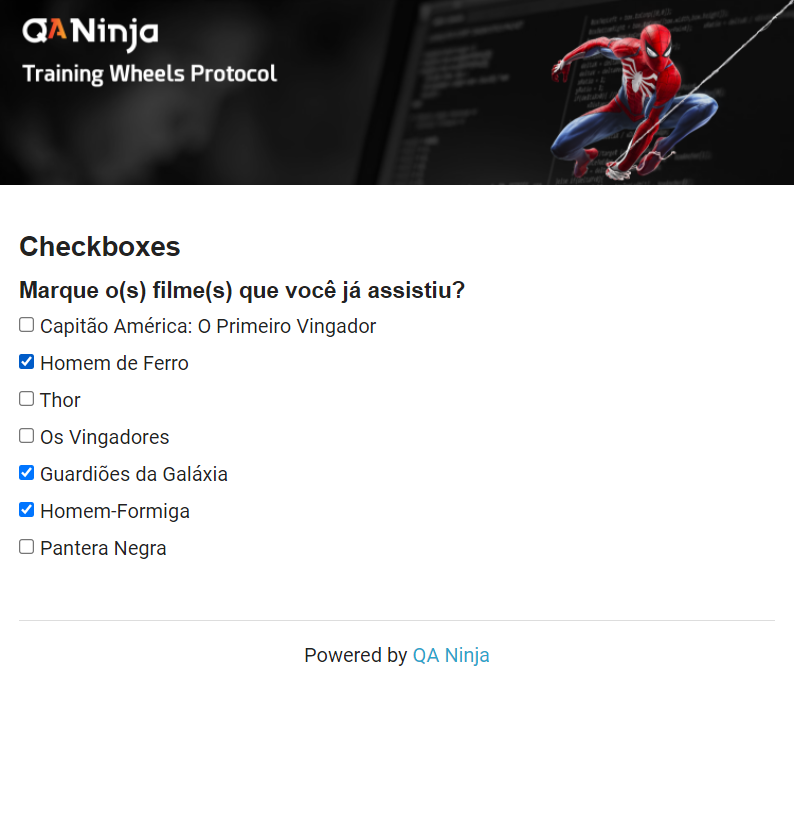 QANinja
Training Wheels Protocol
Checkboxes
Marque o(s) filme(s) que você já assistiu?
Capitão América: O Primeiro Vingador
Homem de Ferro
Thor
Os Vingadores
Guardiões da Galáxia
Homem-Formiga
Pantera Negra
Powered by QA Ninja